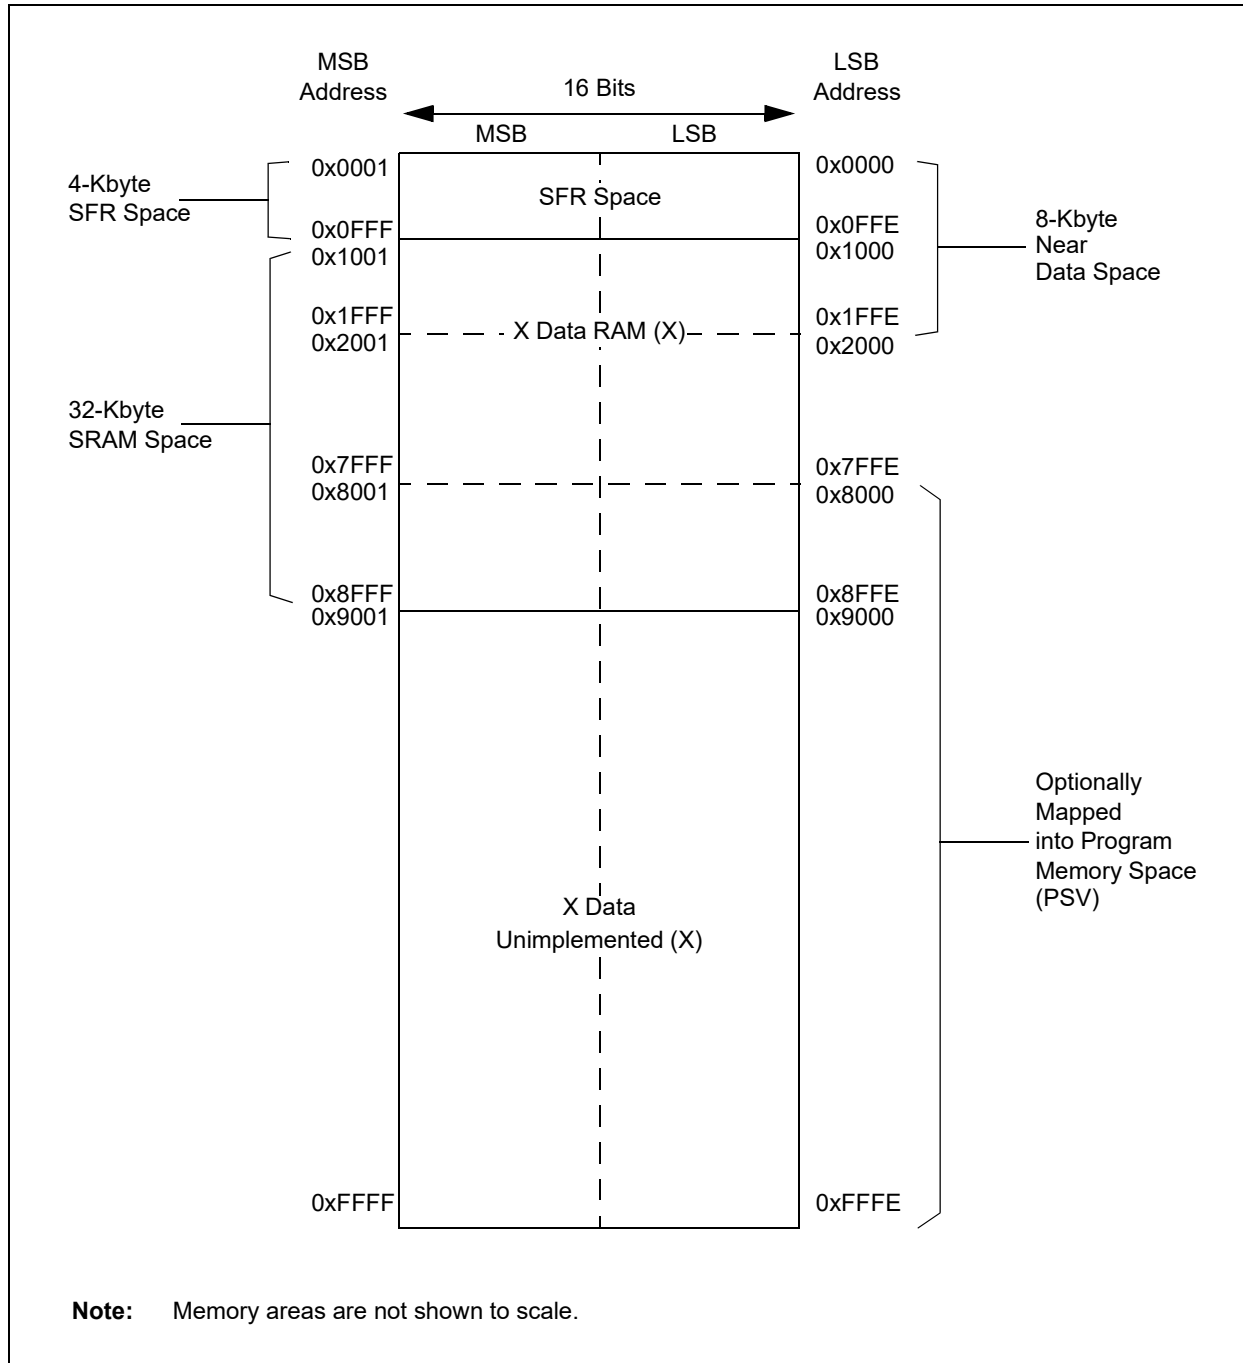 MSB
Address
LSB
Address
16 Bits
MSB
LSB
4-Kbyte
SFR Space
0x0001
0x0FFF
0x1001
SFR Space
0x0000
0x0FFE
0x1000
8-Kbyte
Near
Data Space
0x1FFF
0x2001
X Data RAM (X)
0x1FFE
0x2000
32-Kbyte
SRAM Space
0x7FFF
0x8001
0x7FFE
0x8000
0x8FFF
0x9001
0x8FFE
0x9000
Optionally
Mapped
into Program
Memory Space
(PSV)
X Data
Unimplemented (X)
0xFFFF
0xFFFE
Note: Memory areas are not shown to scale.